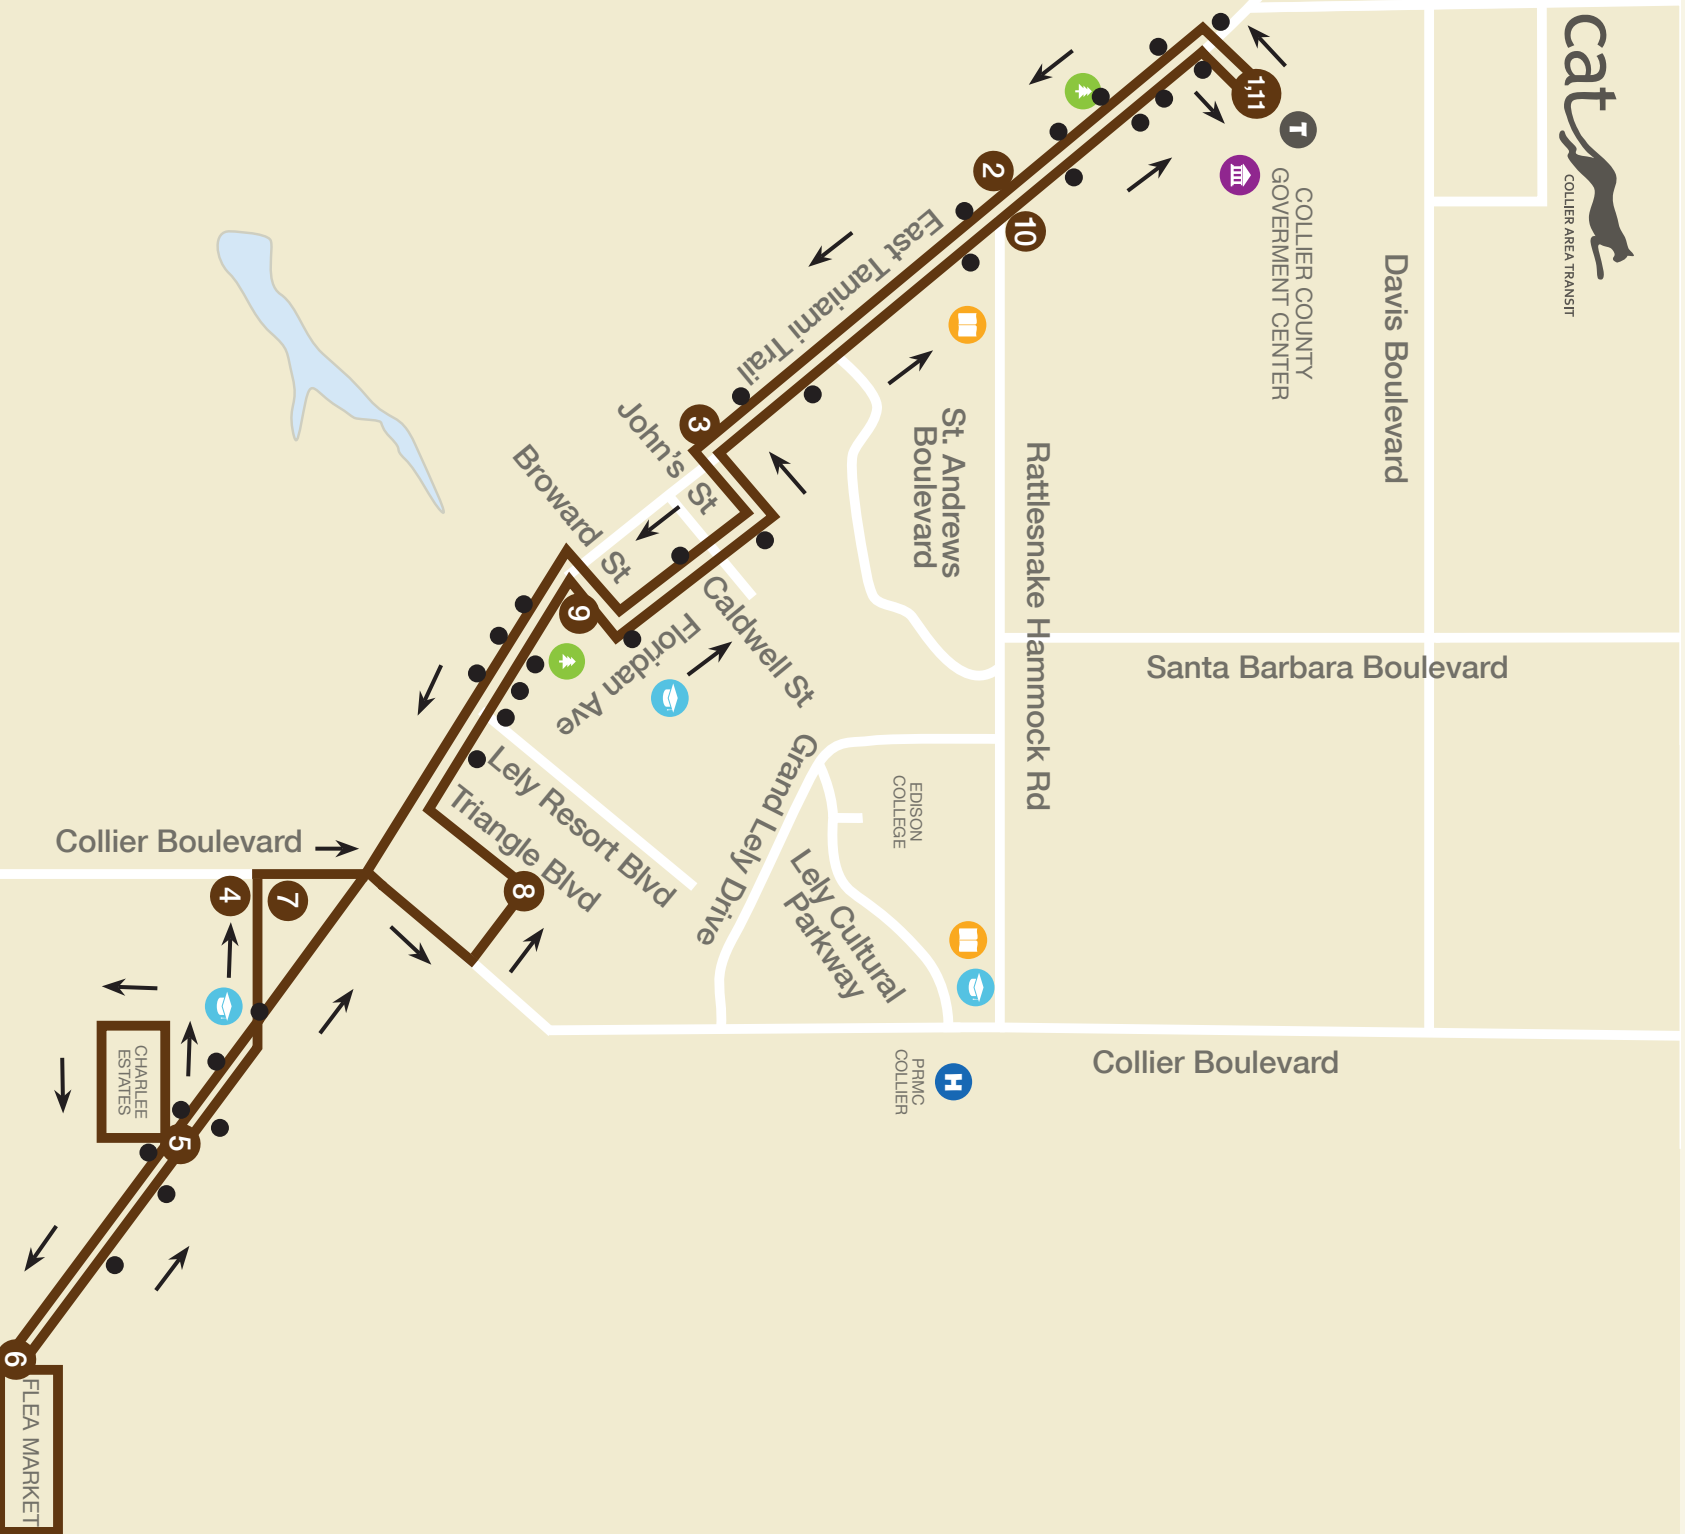 cat
COLLIER AREA TRANSIT
1,11
T
COLLIER COUNTY
GOVERMENT CENTER
Davis Boulevard
2
10
East Tamiami Trail
St. Andrews
Boulevard
Rattlesnake Hammock Rd
Santa Barbara Boulevard
3
John's St
Broward St
Caldwell St
Floridan Ave
9
Grand Lely Drive
EDISON
COLLEGE
Lely Cultural
Parkway
Lely Resort Blvd
Triangle Blvd
8
Collier Boulevard
4
7
Collier Boulevard
H
PRMC
COLLIER
CHARLEE
ESTATES
5
6
FLEA MARKET